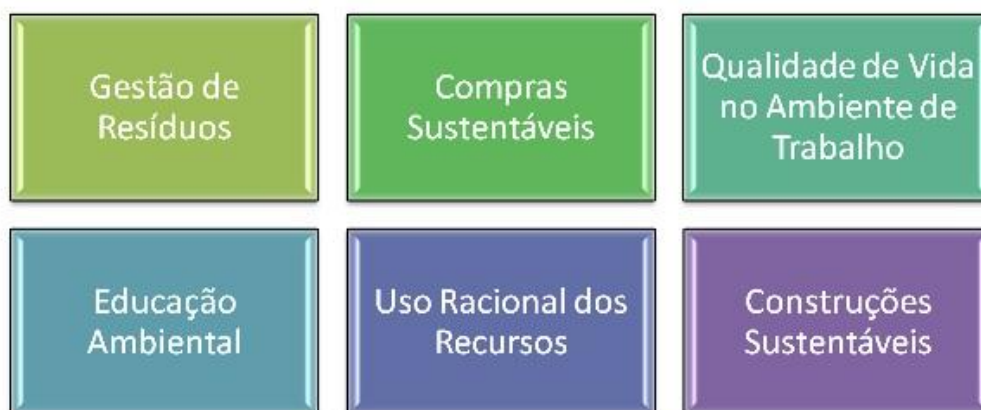 Gestão de
Resíduos
Compras
Sustentáveis
Qualidade de Vida
no Ambiente de
Trabalho
Educação
Ambiental
Uso Racional dos
Recursos
Construções
Sustentáveis